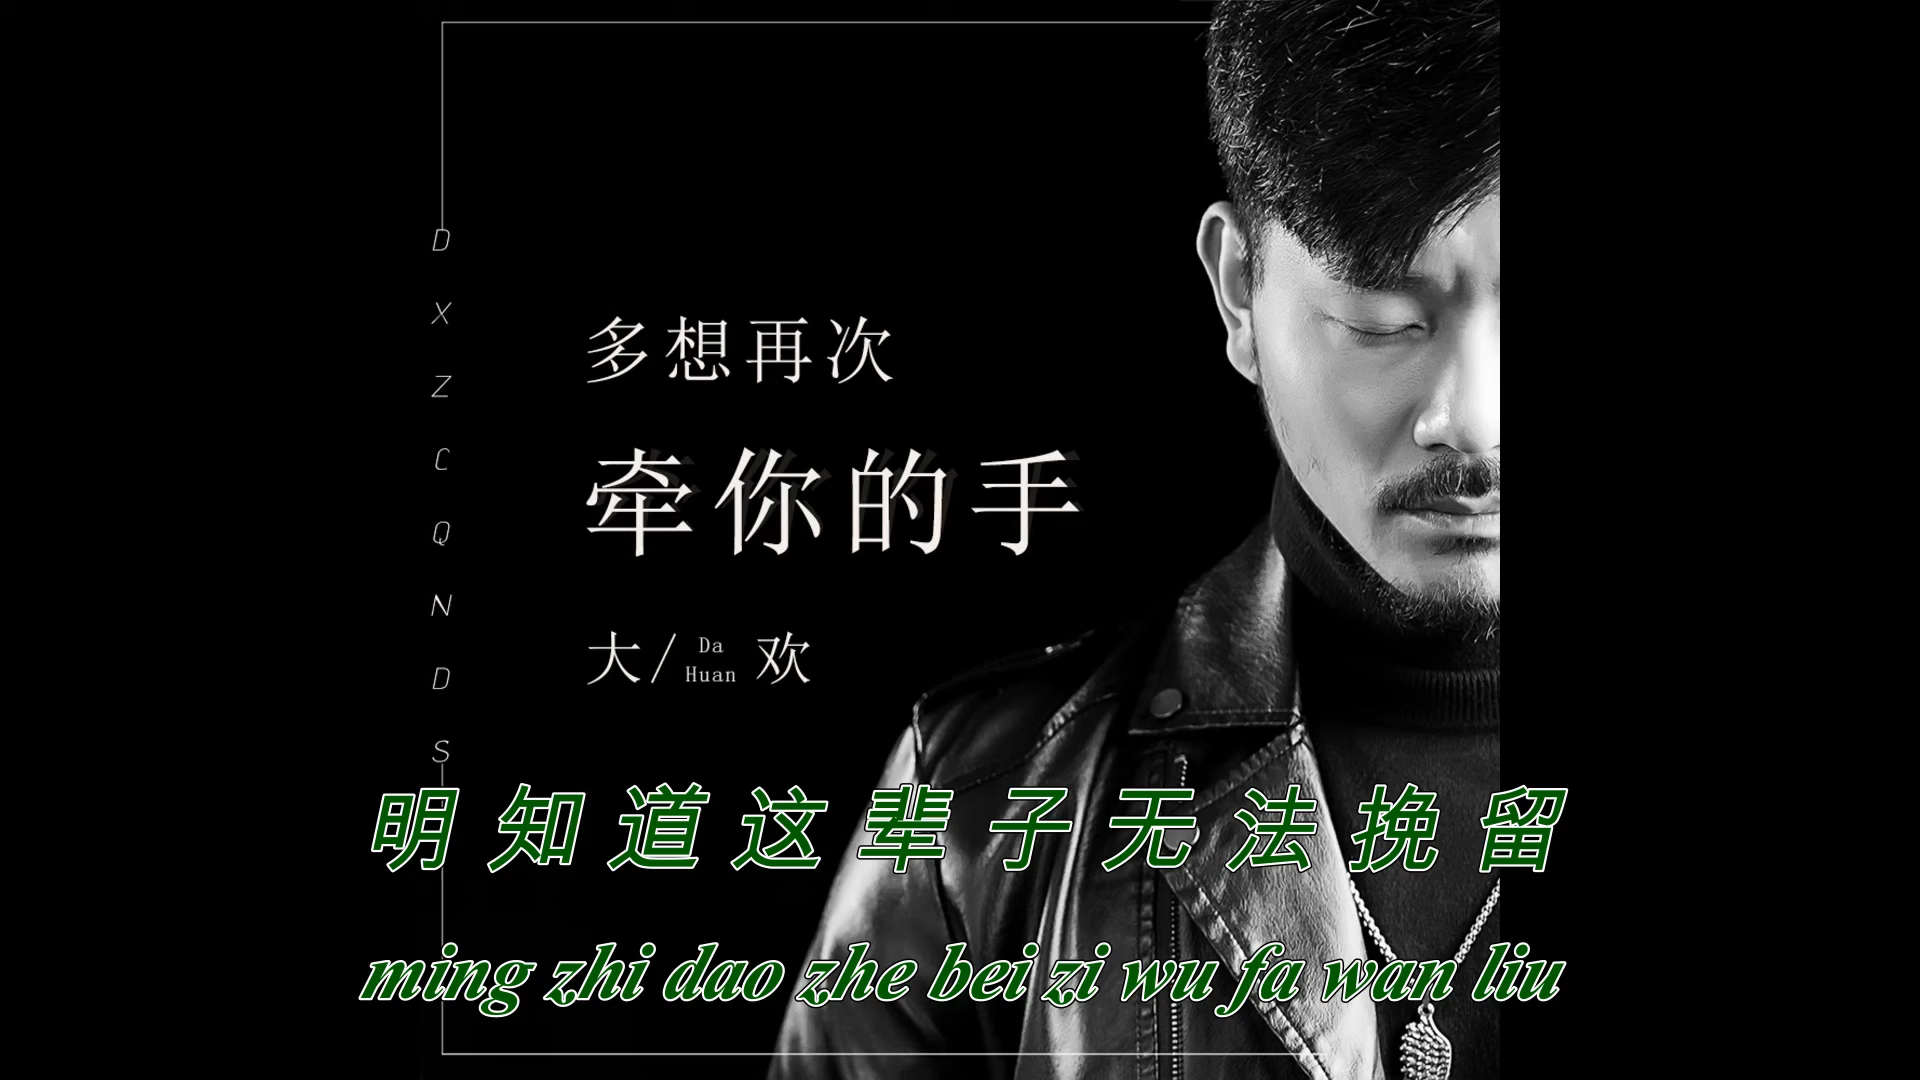 D
X
Z
C
Q
N
D
S
多想再次
牵你的手
大/ Da Huan 欢
明知道这辈子无法挽留
ming zhi dao zhe bei zi wu fa wan liu